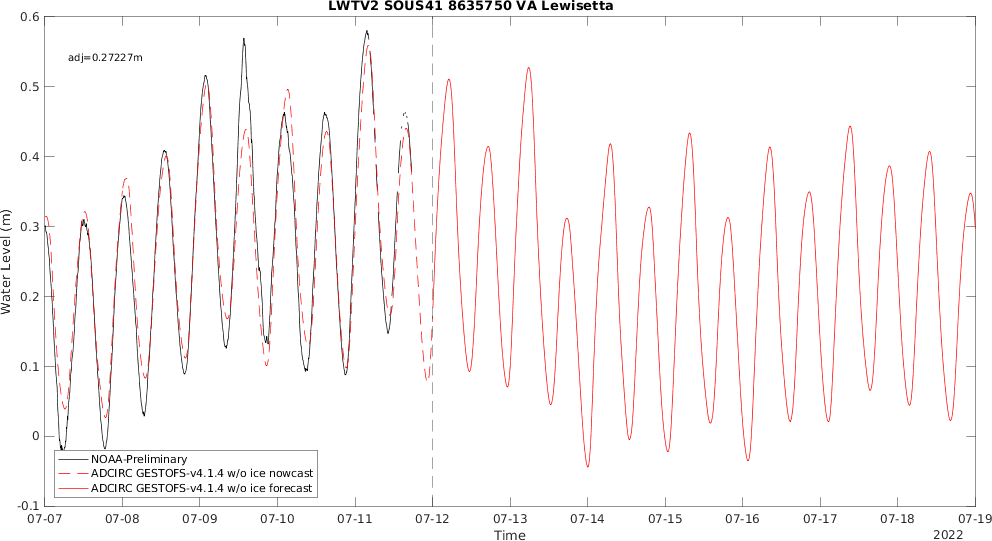 LWTV2 SOUS41 8635750 VA Lewisetta
adj=0.27227m
Water Level (m)
0.6
0.5
0.4
0.3
0.2
0.1
0
-0.1
NOAA-Preliminary
ADCIRC GESTOFS-v4.1.4 w/o ice nowcast
ADCIRC GESTOFS-v4.1.4 w/o ice forecast
07-07 07-08 07-09 07-10 07-11 07-12 07-13 07-14 07-15 07-16 07-17 07-18 07-19
Time
2022